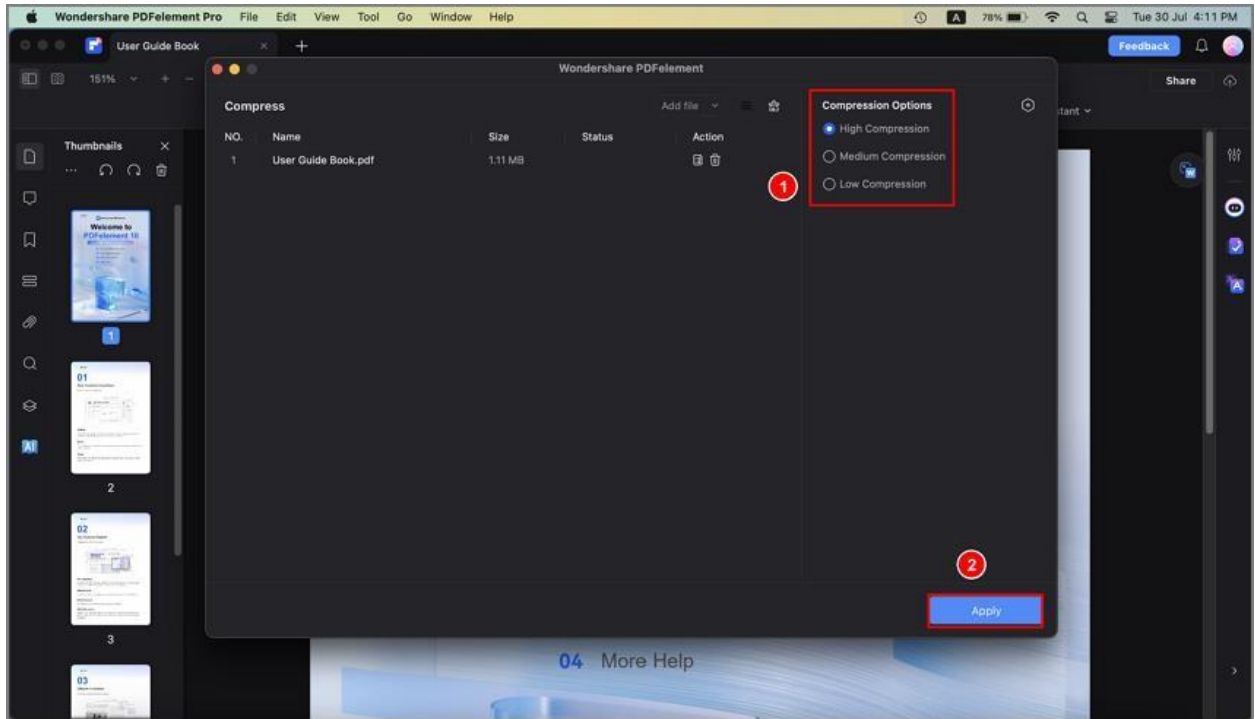 Wondershare PDFelement Pro File Edit View Tool Go Window Help A 78% Tue 30 Jul 4:11 PM
User Guide Book Feedback
151% Share
Wondershare PDFelement
Compress Add file
NO. Name Size Status Action
1 User Guide Book.pdf 1.11 MB
Compression Options
High Compression
Medium Compression
Low Compression
1
2
Apply
Thumbnails
Welcome to
PDFelement 10
1
01
2
02
3
03
AI
04 More Help